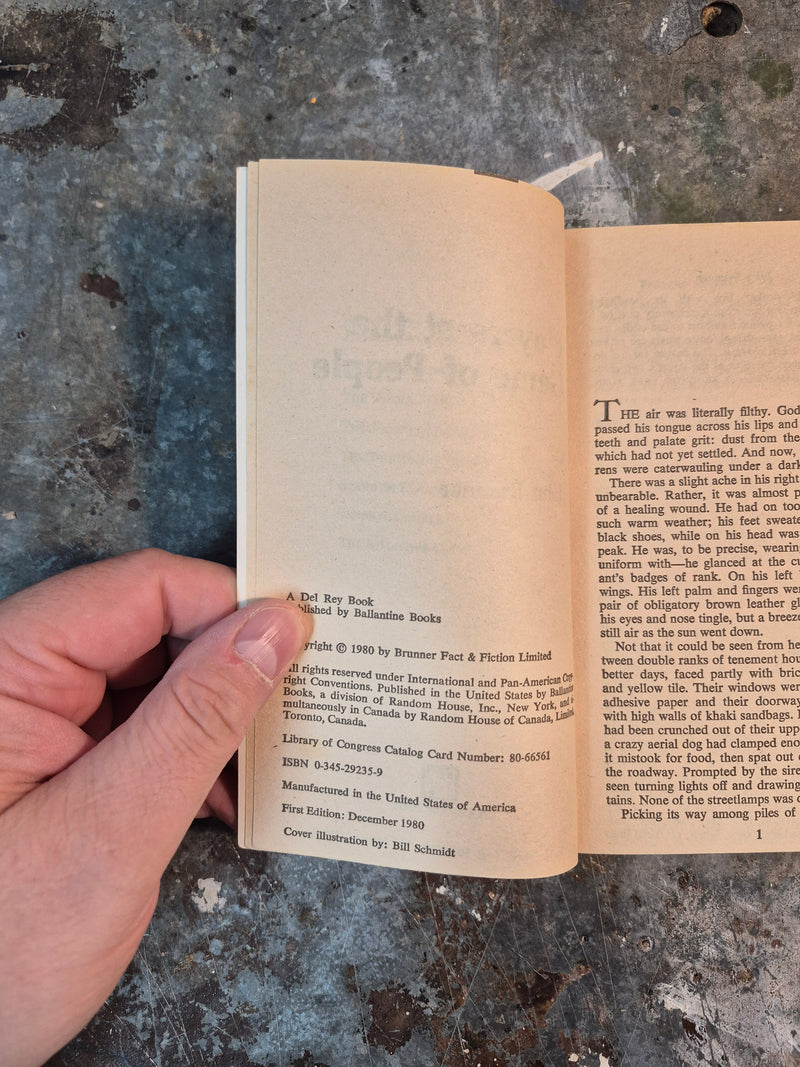 A Del Rey Book
Published by Ballantine Books
Copyright © 1980 by Brunner Fact & Fiction Limited
All rights reserved under International and Pan-American Copy-
right Conventions. Published in the United States by Ballantine
Books, a division of Random House, Inc., New York, and si-
multaneously in Canada by Random House of Canada, Limited,
Toronto, Canada.
Library of Congress Catalog Card Number: 80-66561
ISBN 0-345-29235-9
Manufactured in the United States of America
First Edition: December 1980
Cover illustration by: Bill Schmidt
THE air was literally filthy. God
passed his tongue across his lips and
teeth and palate grit: dust from the
which had not yet settled. And now,
rens were caterwauling under a dark
There was a slight ache in his right
unbearable. Rather, it was almost p
of a healing wound. He had on too
such warm weather; his feet sweate
black shoes, while on his head was
peak. He was, to be precise, wearin
uniform with—he glanced at the cu
ant's badges of rank. On his left
wings. His left palm and fingers wer
pair of obligatory brown leather gl
his eyes and nose tingle, but a breeze
still air as the sun went down.
Not that it could be seen from he
tween double ranks of tenement hou
better days, faced partly with bric
and yellow tile. Their windows wer
adhesive paper and their doorway
with high walls of khaki sandbags.
had been crunched out of their upp
a crazy aerial dog had clamped eno
it mistook for food, then spat out
the roadway. Prompted by the sire
seen turning lights off and drawing
tains. None of the streetlamps was
Picking its way among piles of
1